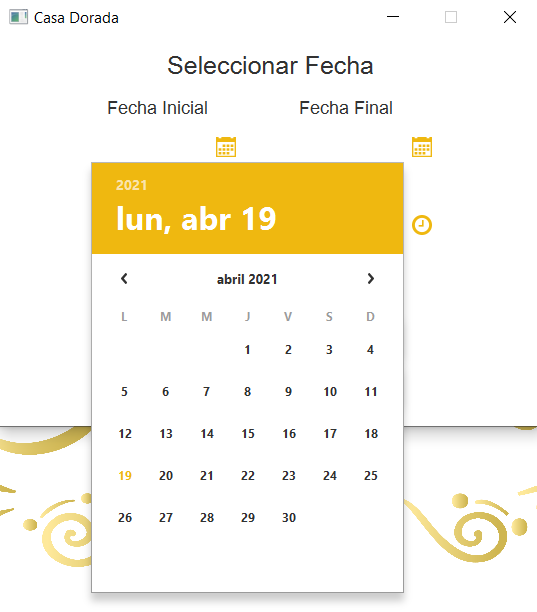 Casa Dorada
Seleccionar Fecha
Fecha Inicial Fecha Final
2021
lun, abr 19
abril 2021
L M M J V S D
1 2 3 4
5 6 7 8 9 10 11
12 13 14 15 16 17 18
19 20 21 22 23 24 25
26 27 28 29 30